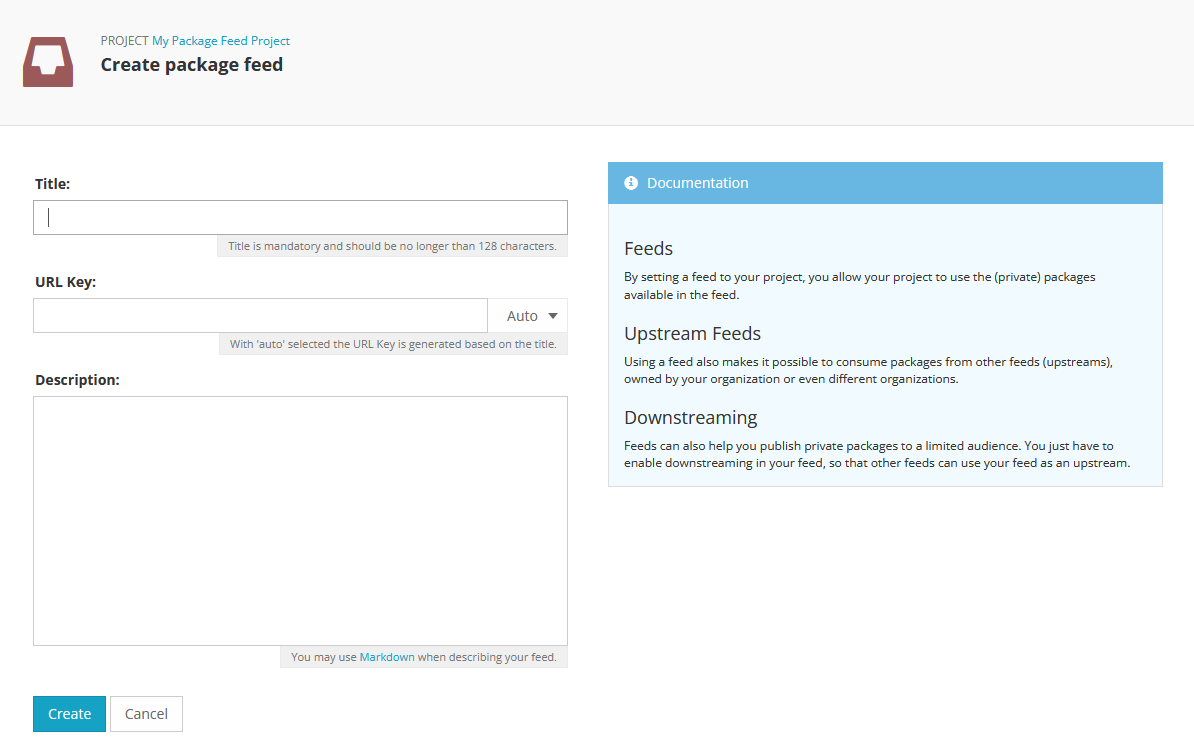 PROJECT My Package Feed Project
Create package feed
Title:
Title is mandatory and should be no longer than 128 characters.
URL Key:
Auto
With 'auto' selected the URL Key is generated based on the title.
Description:
You may use Markdown when describing your feed.
Create
Cancel
Documentation
Feeds
By setting a feed to your project, you allow your project to use the (private) packages
available in the feed.
Upstream Feeds
Using a feed also makes it possible to consume packages from other feeds (upstreams),
owned by your organization or even different organizations.
Downstreaming
Feeds can also help you publish private packages to a limited audience. You just have to
enable downstreaming in your feed, so that other feeds can use your feed as an upstream.